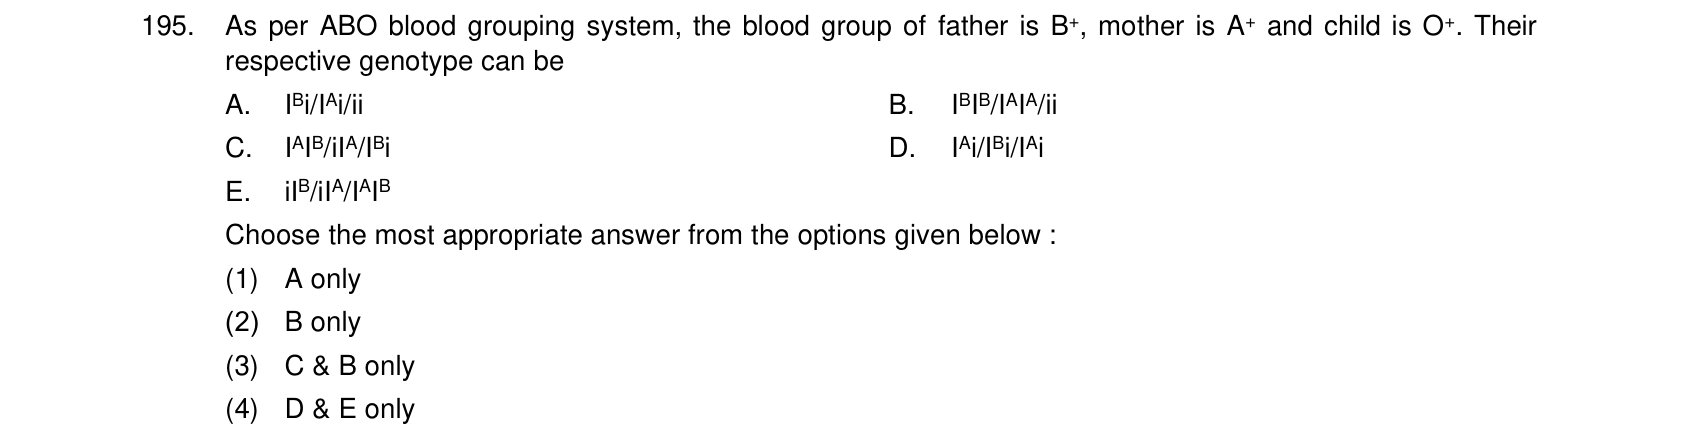 195. As per ABO blood grouping system, the blood group of father is B⁺, mother is A⁺ and child is O⁺. Their
respective genotype can be
A. Iᴮi/Iᴬi/ii B. IᴮIᴮ/IᴬIᴬ/ii
C. IᴬIᴮ/iIᴬ/Iᴮi D. Iᴬi/Iᴮi/Iᴬi
E. iIᴮ/iIᴬ/IᴬIᴮ
Choose the most appropriate answer from the options given below :
(1) A only
(2) B only
(3) C & B only
(4) D & E only